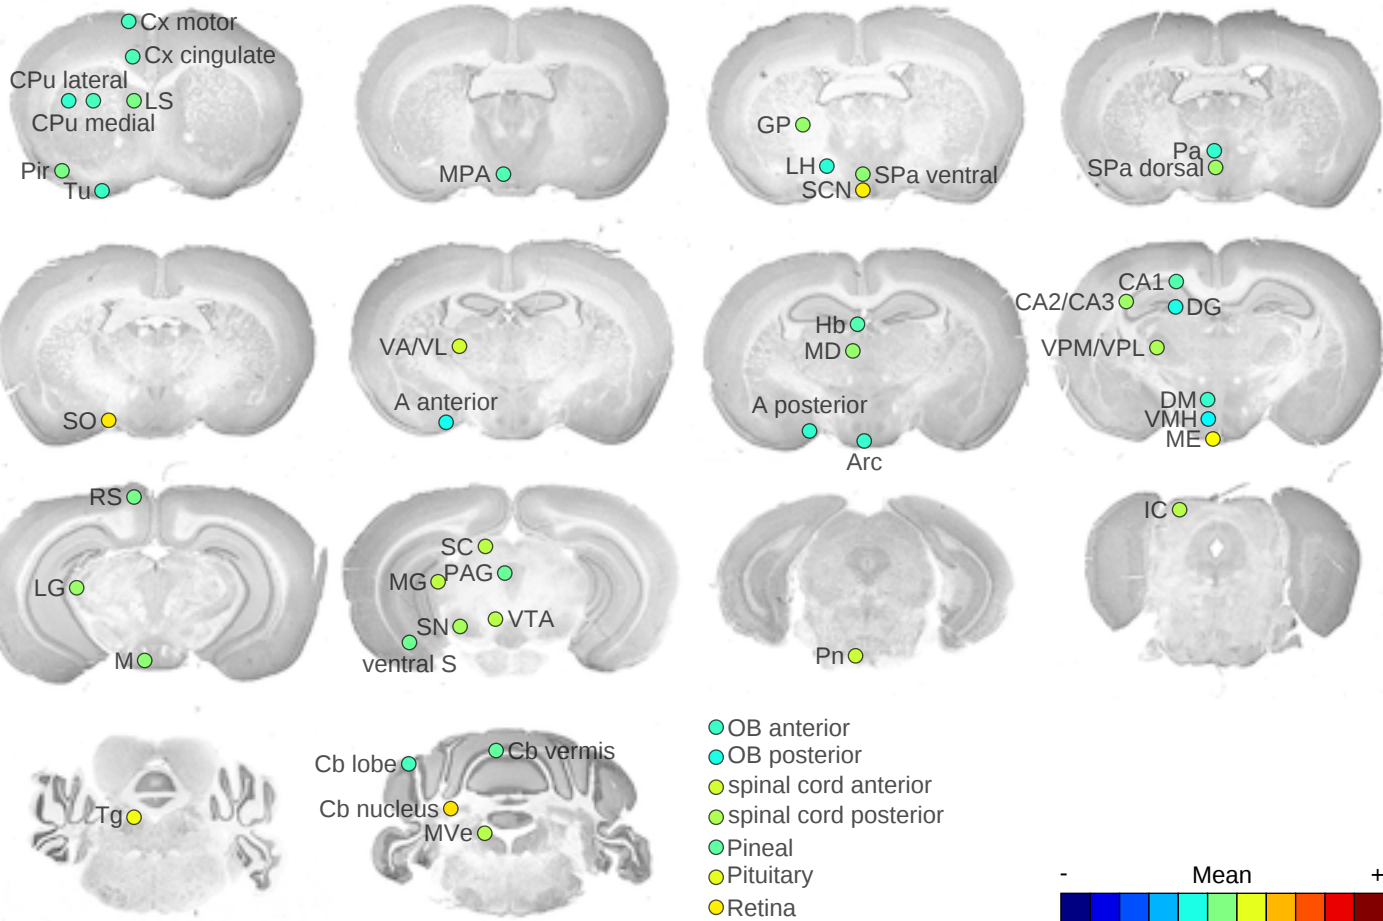 Cx motor
Cx cingulate
CPu lateral
LS
CPu medial
Pir
Tu
MPA
GP
LH
SPa ventral
SCN
Pa
SPa dorsal
SO
VA/VL
A anterior
Hb
MD
A posterior
Arc
CA1
CA2/CA3
DG
VPM/VPL
DM
VMH
ME
RS
LG
M
SC
PAG
MG
VTA
SN
ventral S
Pn
IC
Tg
Cb vermis
Cb lobe
Cb nucleus
MVe
OB anterior
OB posterior
spinal cord anterior
spinal cord posterior
Pineal
Pituitary
Retina
- Mean +